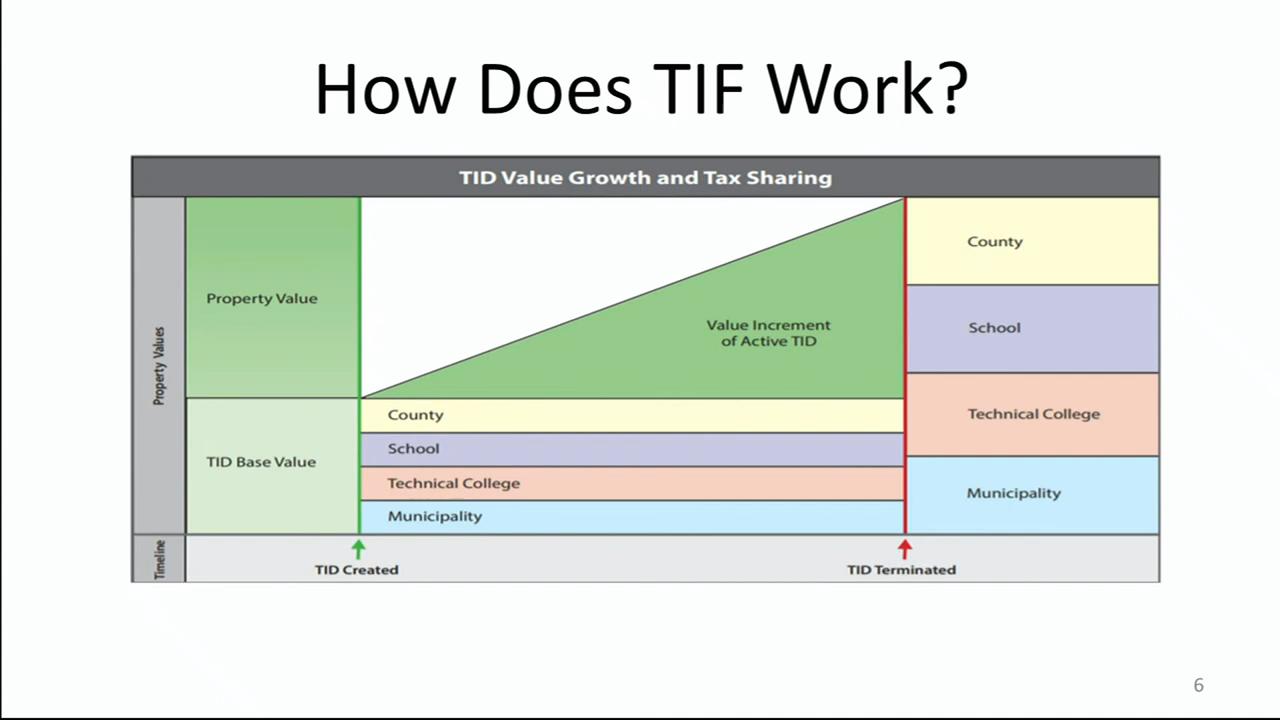 How Does TIF Work?
TID Value Growth and Tax Sharing
Property Values
Property Value
TID Base Value
Value Increment
of Active TID
County
School
Technical College
Municipality
County
School
Technical College
Municipality
Timeline
TID Created
TID Terminated
6